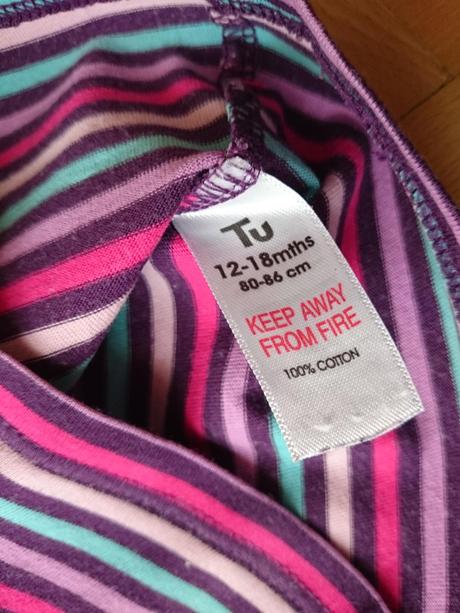 Tu
12-18mths
80-86 cm
KEEP AWAY
FROM FIRE
100% COTTON